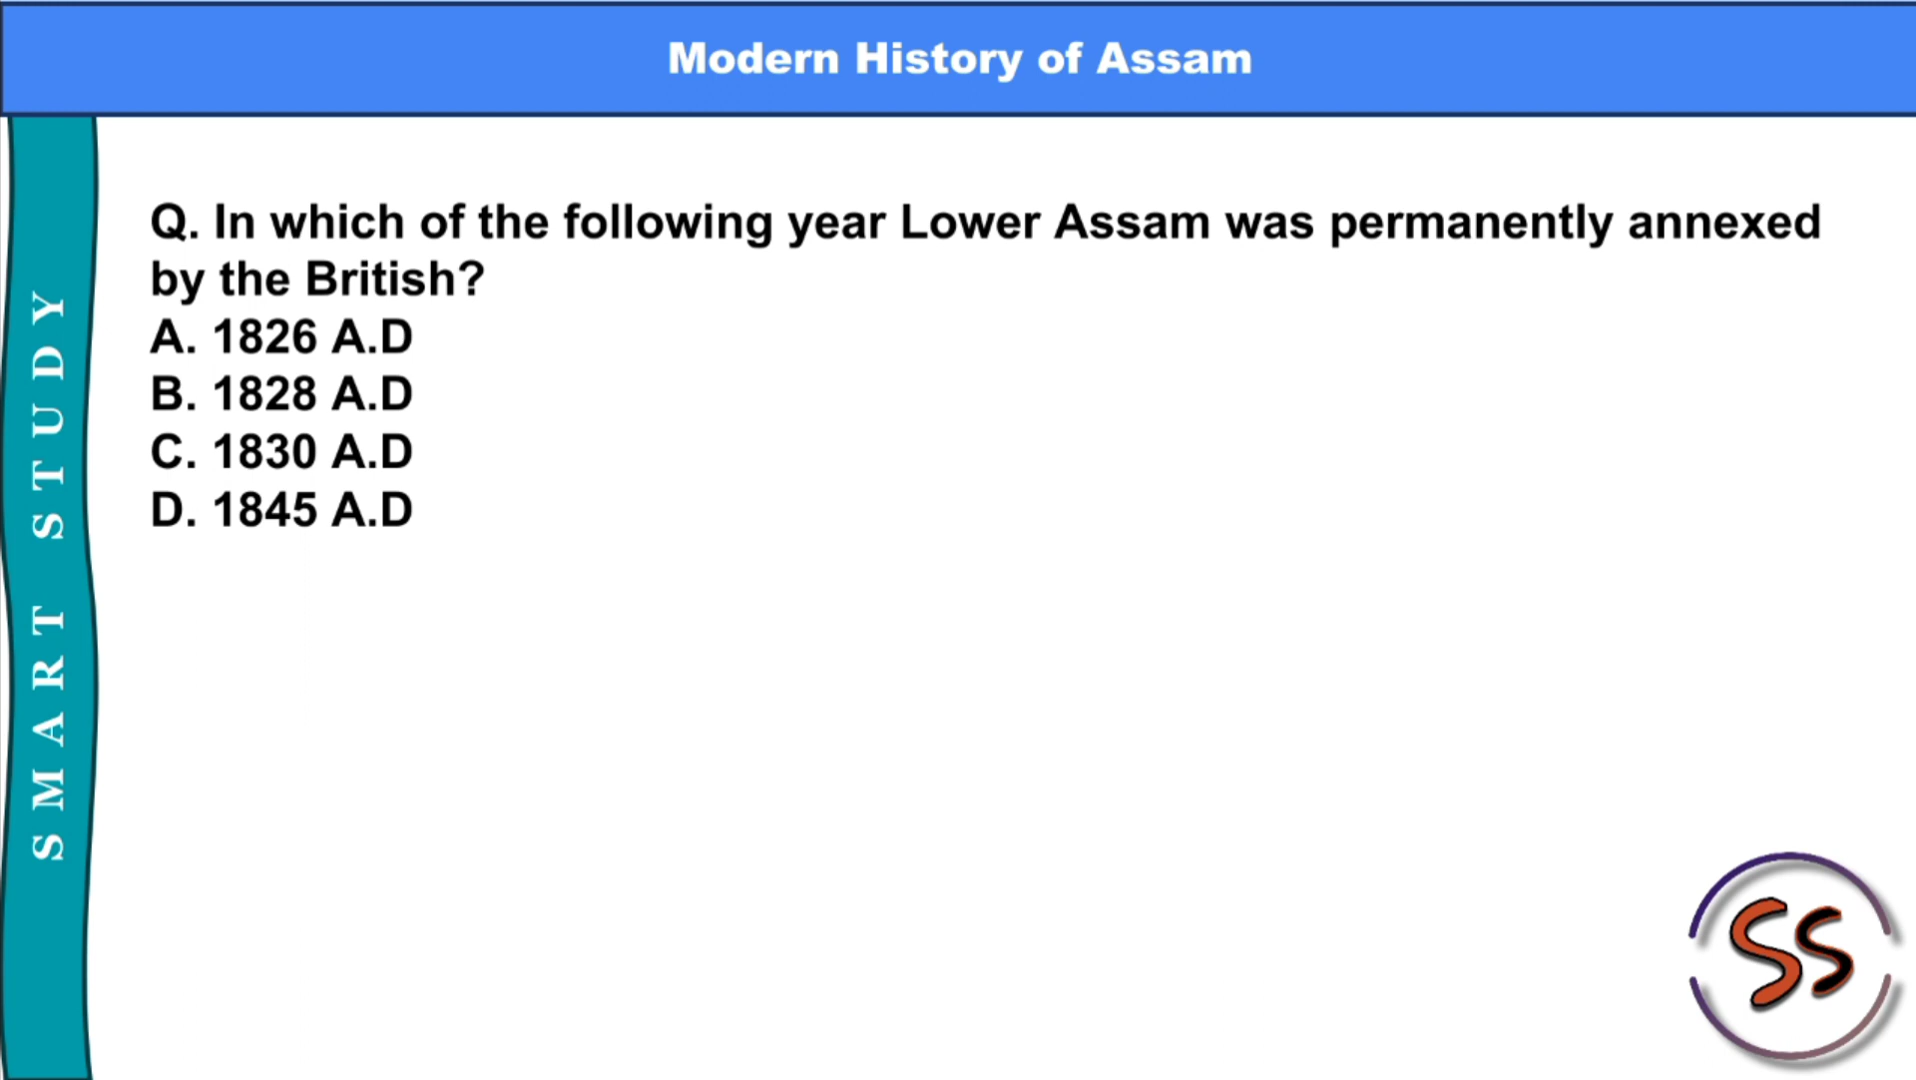 Modern History of Assam
Q. In which of the following year Lower Assam was permanently annexed
by the British?
A. 1826 A.D
B. 1828 A.D
C. 1830 A.D
D. 1845 A.D
SMART STUDY
SS